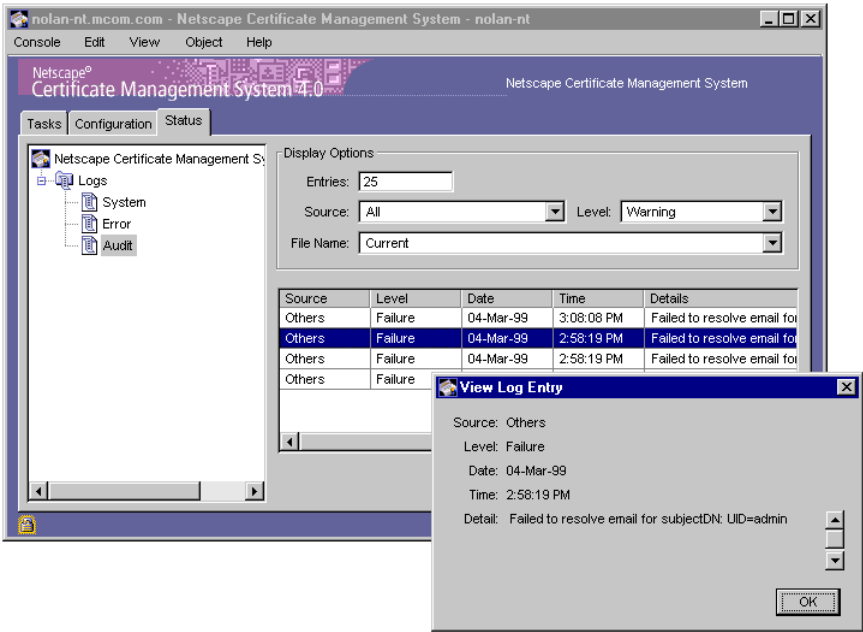 nolan-nt.mcom.com - Netscape Certificate Management System - nolan-nt
Console Edit View Object Help
Netscape®
Certificate Management System 4.0
Netscape Certificate Management System
Tasks Configuration Status
Netscape Certificate Management Sy
Logs
System
Error
Audit
Display Options
Entries: 25
Source: All Level: Warning
File Name: Current
Source Level Date Time Details
Others Failure 04-Mar-99 3:08:08 PM Failed to resolve email for
Others Failure 04-Mar-99 2:58:19 PM Failed to resolve email for
Others Failure 04-Mar-99 2:58:19 PM Failed to resolve email for
Others Failure
View Log Entry
Source: Others
Level: Failure
Date: 04-Mar-99
Time: 2:58:19 PM
Detail: Failed to resolve email for subjectDN: UID=admin
OK